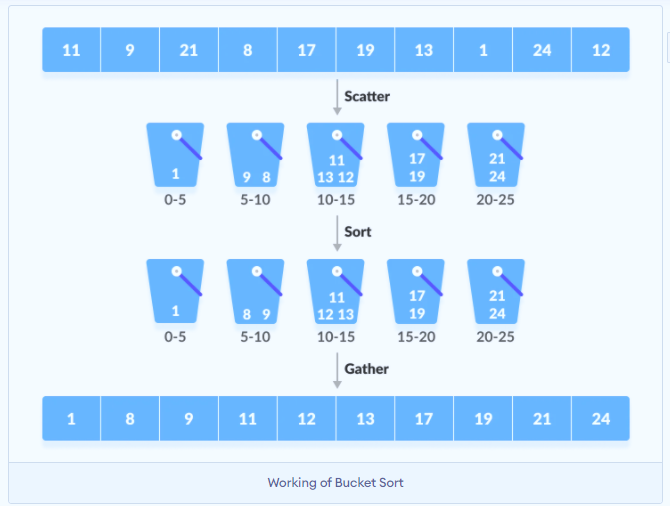 11 9 21 8 17 19 13 1 24 12
Scatter
1
9 8
11
13 12
17
19
21
24
0-5 5-10 10-15 15-20 20-25
Sort
1
8 9
11
12 13
17
19
21
24
0-5 5-10 10-15 15-20 20-25
Gather
1 8 9 11 12 13 17 19 21 24
Working of Bucket Sort